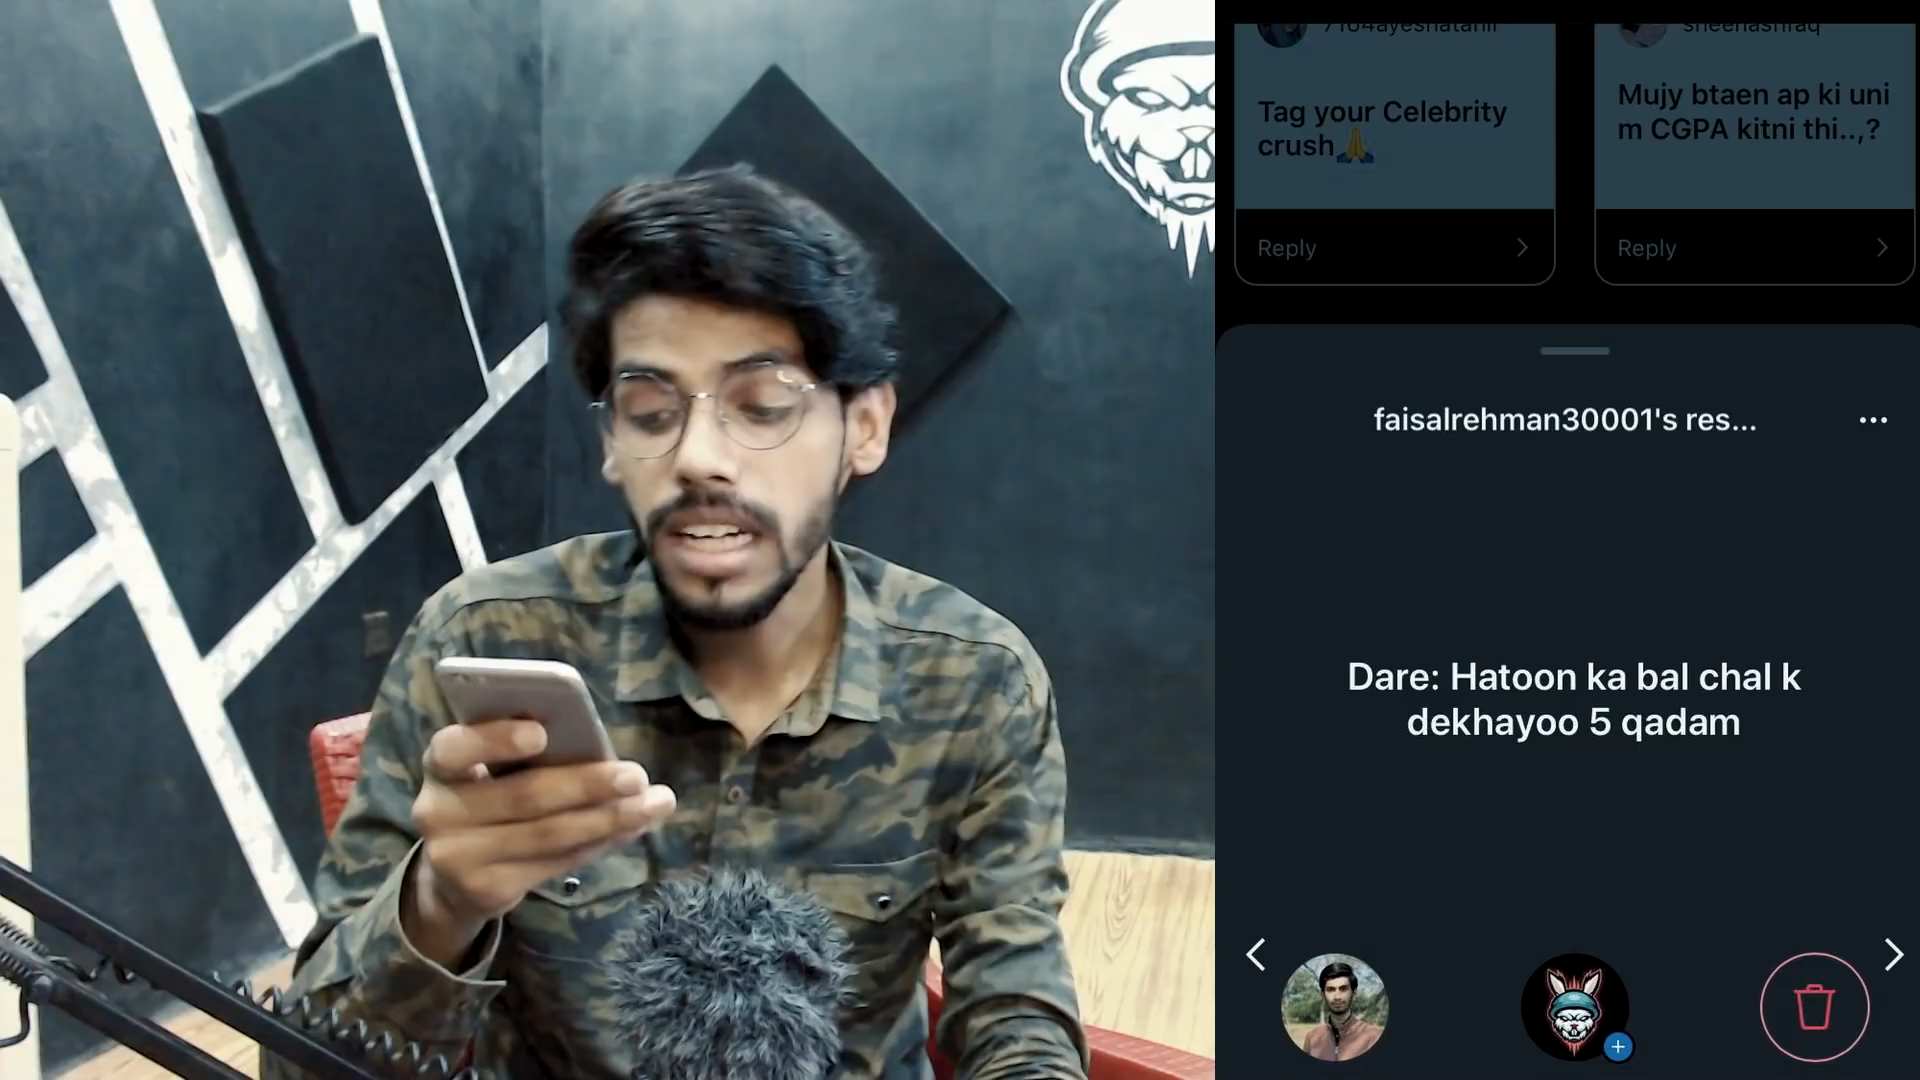 Tag your Celebrity
crush🙏
Reply
Mujy btaen ap ki uni
m CGPA kitni thi..,?
Reply
faisalrehman30001's res...
Dare: Hatoon ka bal chal k
dekhayoo 5 qadam